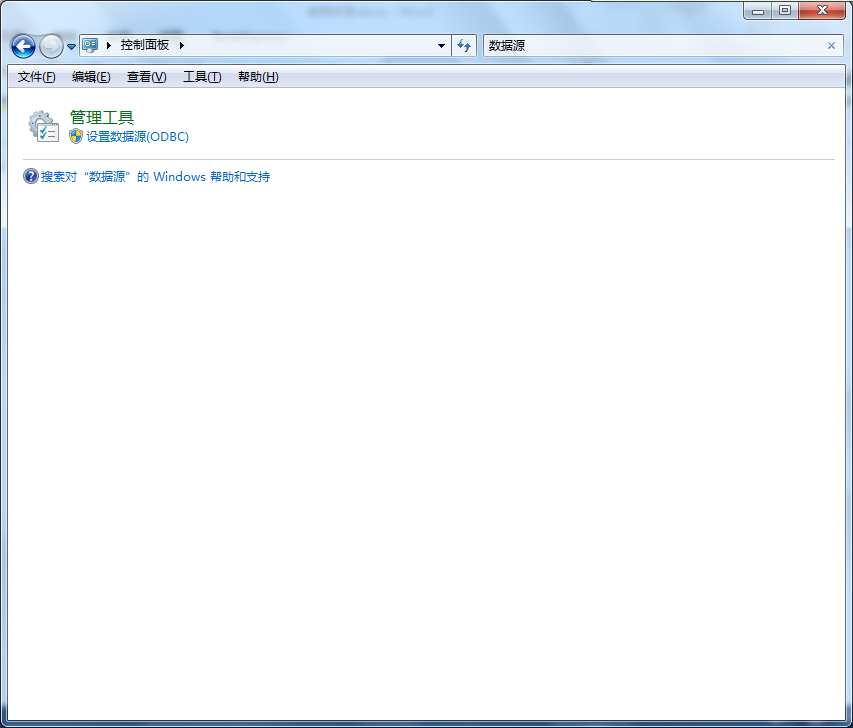 控制面板
数据源
文件(F) 编辑(E) 查看(V) 工具(T) 帮助(H)
管理工具
设置数据源(ODBC)
搜索对“数据源”的 Windows 帮助和支持